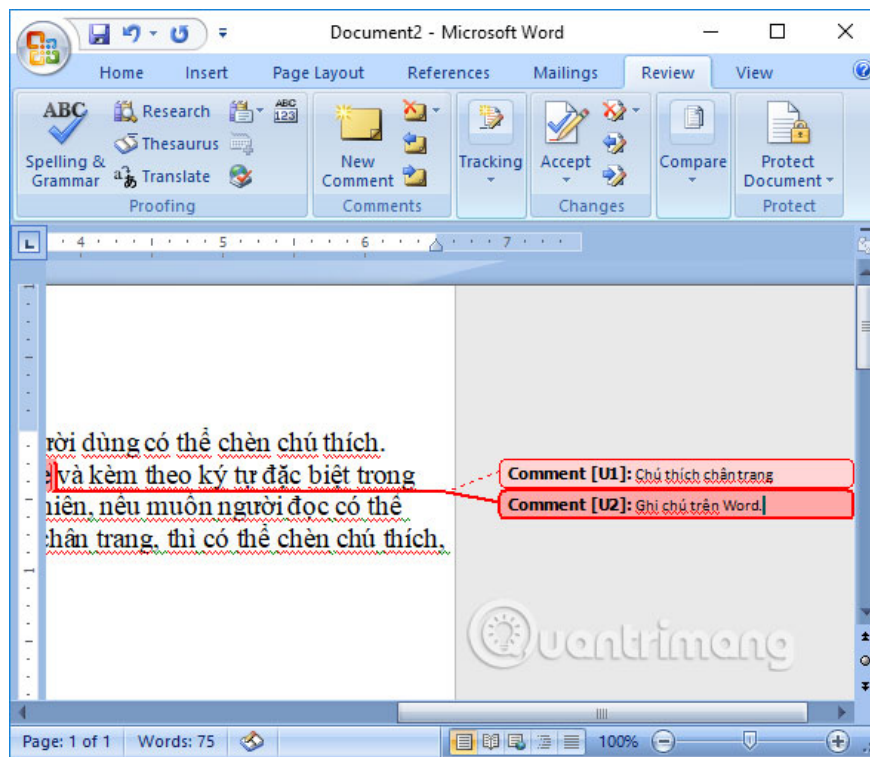 Document2 - Microsoft Word
Home Insert Page Layout References Mailings Review View
ABC Research ABC 123
Thesaurus
Spelling & Grammar Translate
New Comment
Tracking
Accept
Compare
Protect Document
Proofing Comments Changes Protect
L 4 5 6 7
ười dùng có thể chèn chú thích.
và kèm theo ký tự đặc biệt trong
Comment [U1]: Chú thích chân trang
hiên, nêu muôn người đọc có thể
Comment [U2]: Ghi chú trên Word.
chân trang, thì có thể chèn chú thích,
Quantrimang
Page: 1 of 1 Words: 75 100%